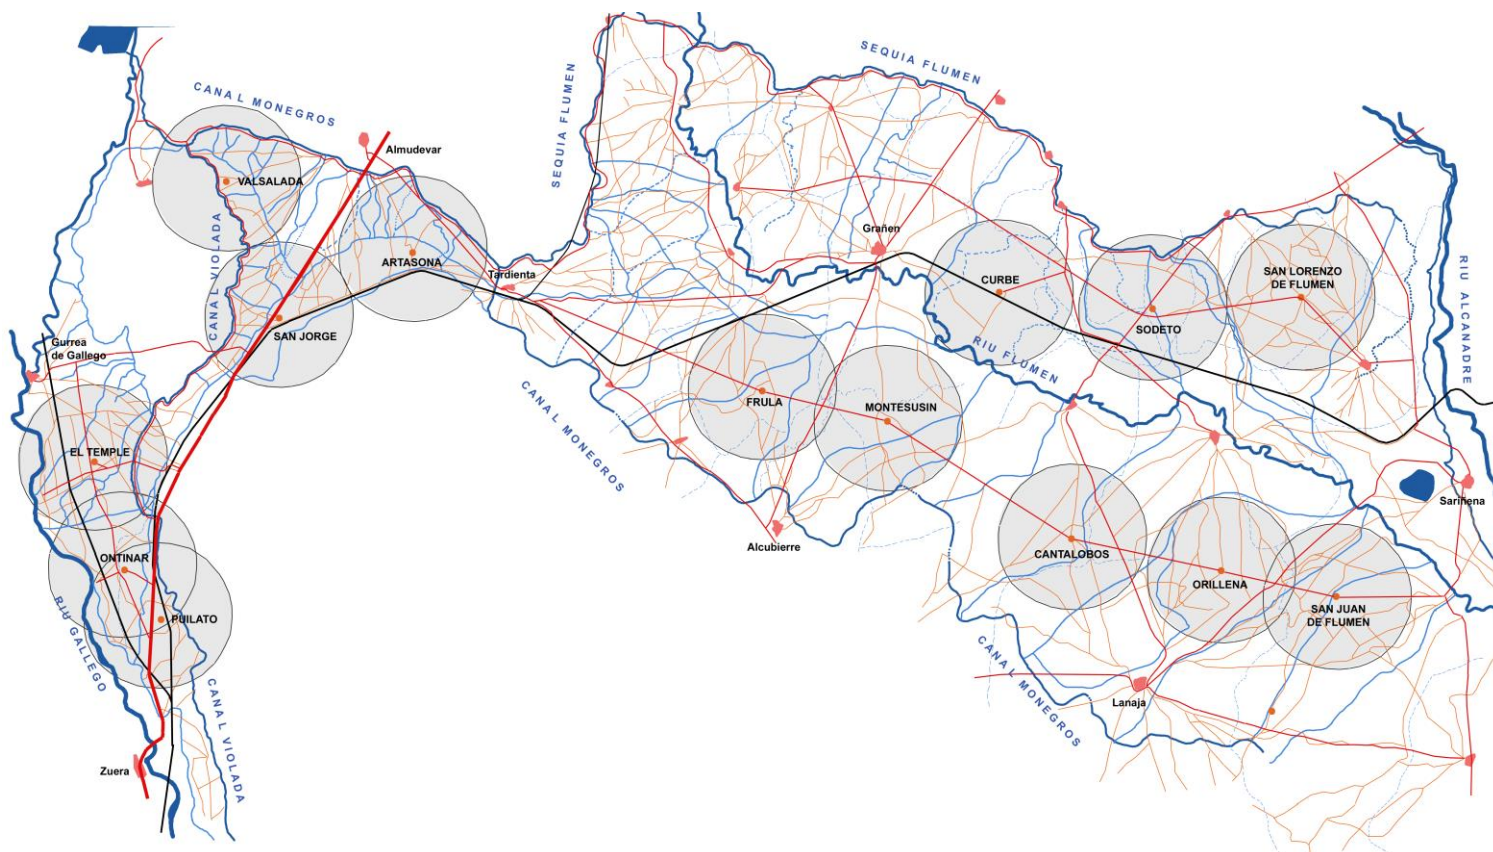 SEQUIA FLUMEN
CANAL MONEGROS
SEQUIA FLUMEN
Almudevar
VALSALADA
CANAL VIOLADA
ARTASONA
Tardienta
Grañen
CURBE
SAN LORENZO
DE FLUMEN
RIU ALCANADRE
SAN JORGE
SODETO
Gurrea
de Gallego
RIU FLUMEN
CANAL MONEGROS
FRULA
MONTESUSIN
EL TEMPLE
Sariñena
Alcubierre
CANTALOBOS
ONTINAR
ORILLENA
RIU GALLEGO
PUILATO
SAN JUAN
DE FLUMEN
CANAL MONEGROS
CANAL VIOLADA
Lanaja
Zuera